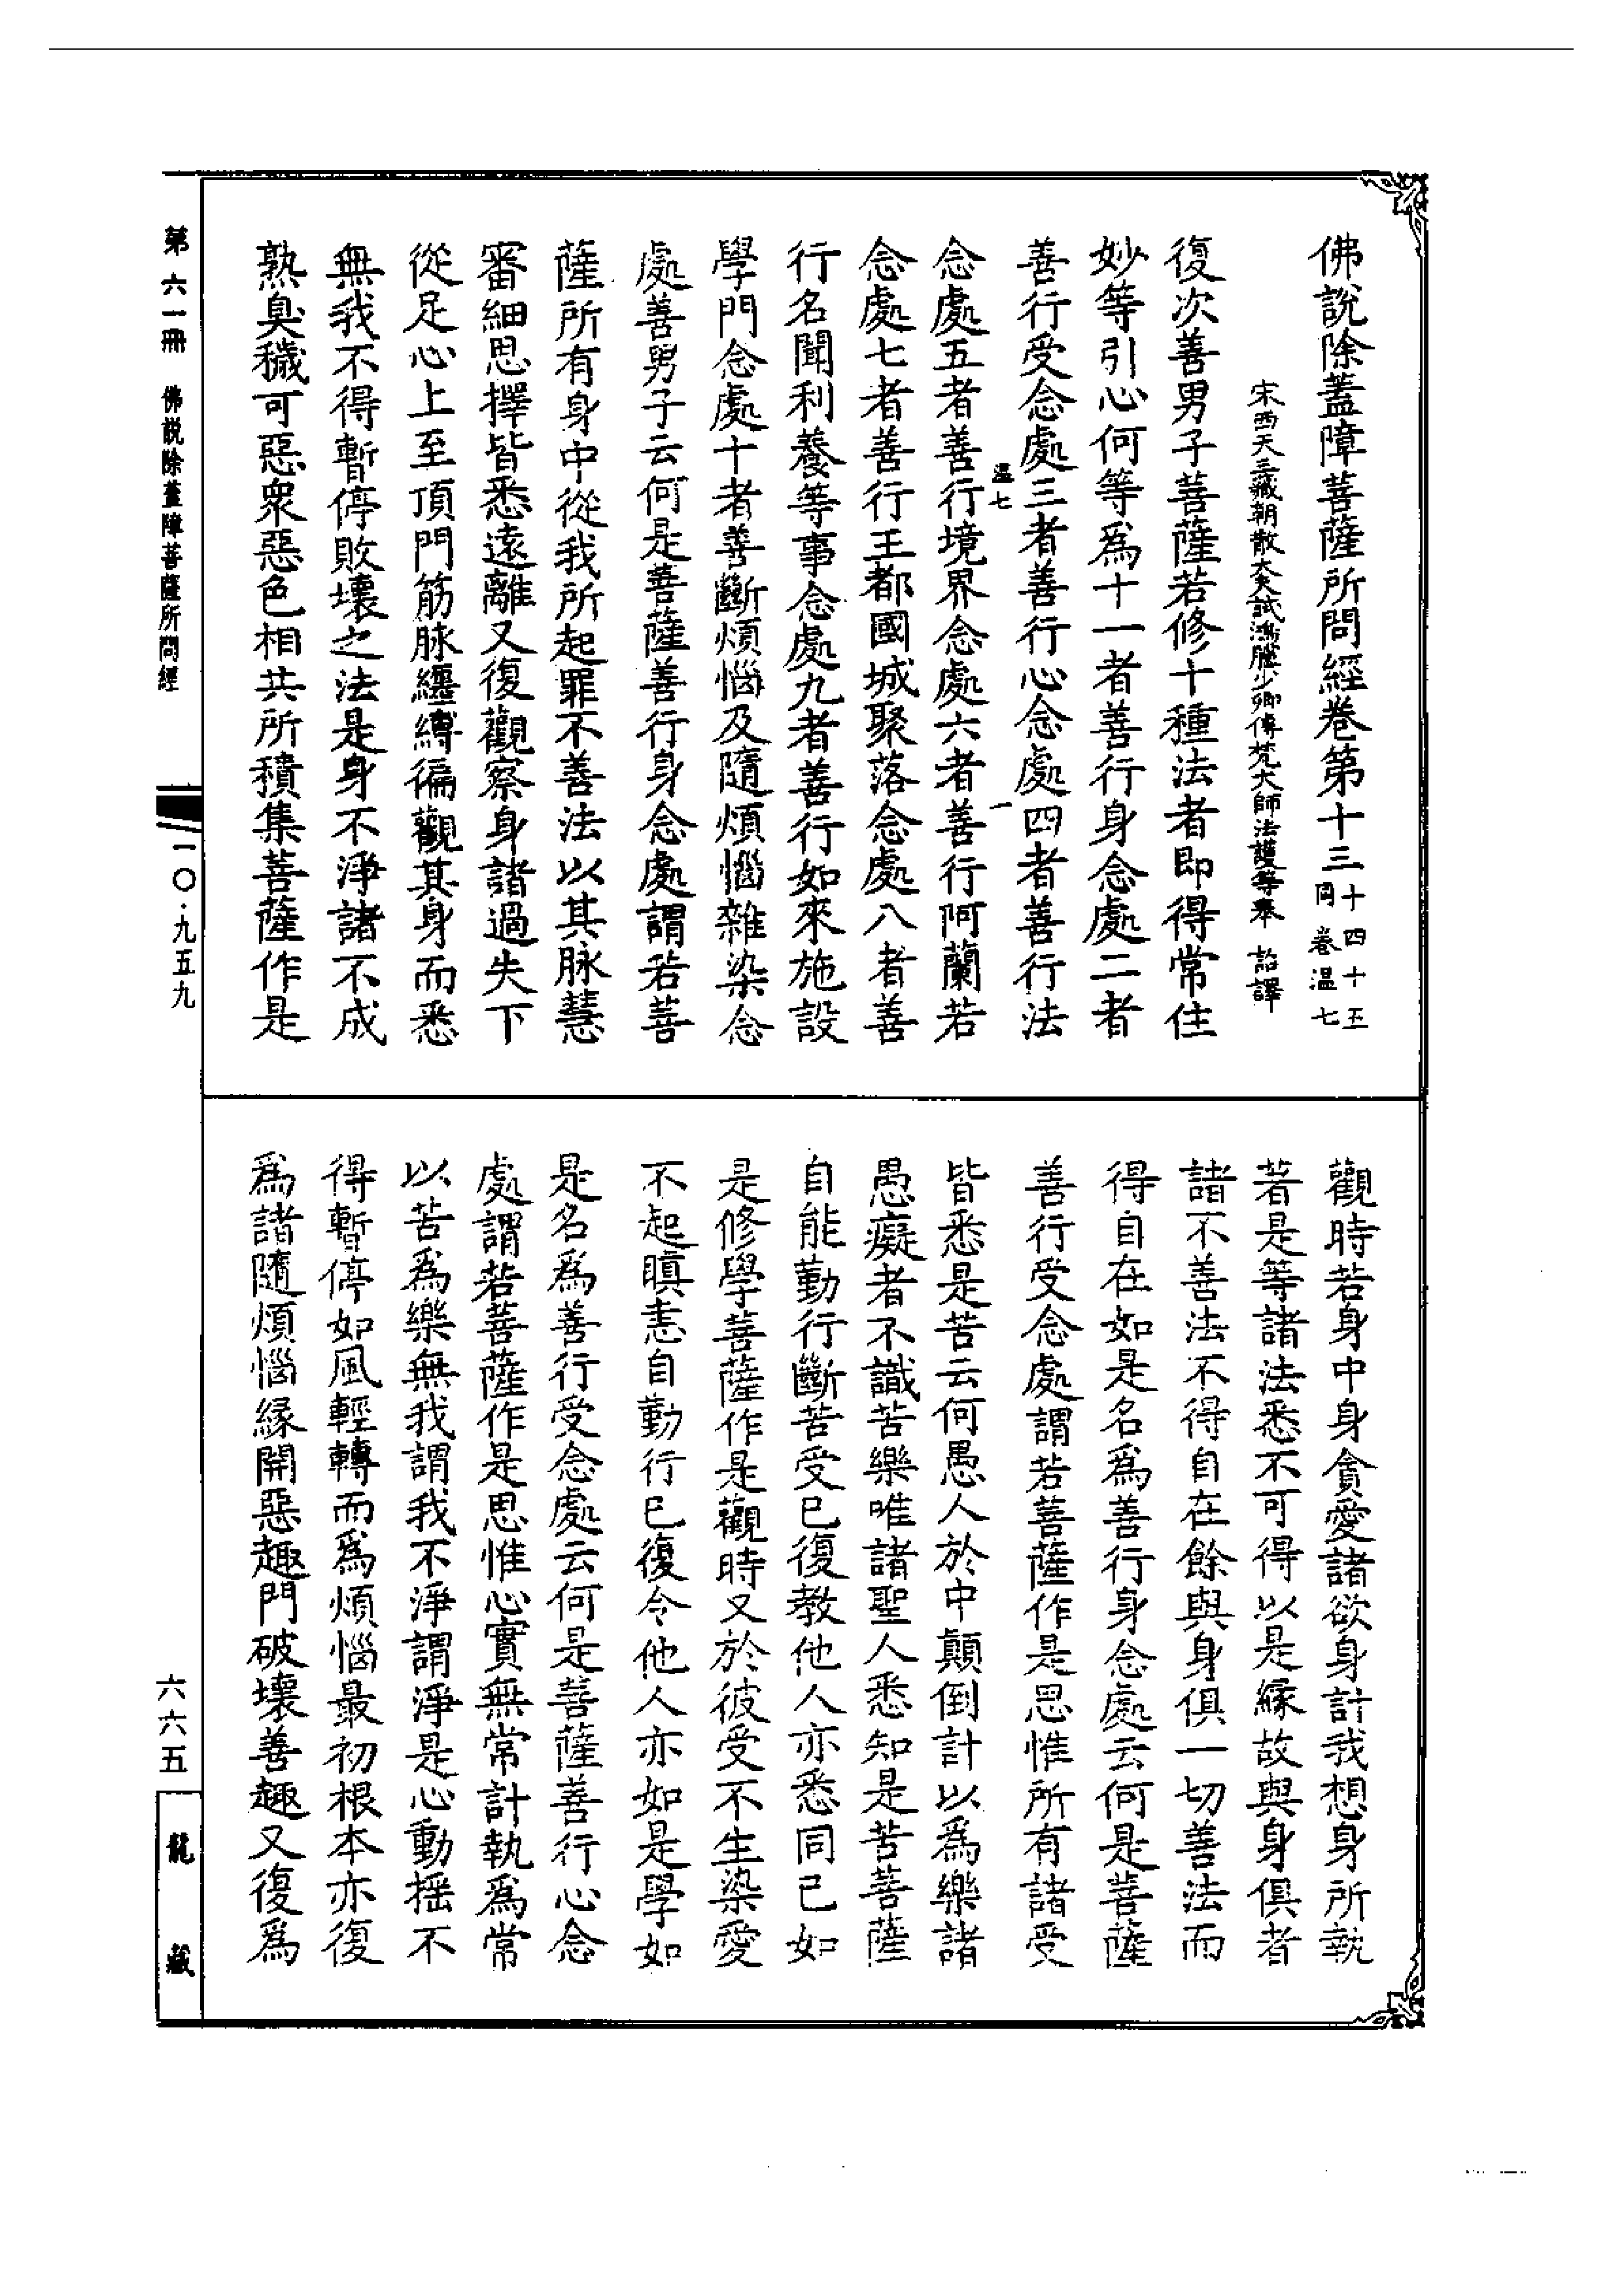 佛說除蓋障菩薩所問經卷第十三十四十五同卷溫七
宋西天三藏朝散大夫試鴻臚少卿傳梵大師法護等奉　詔譯
復次善男子菩薩若修十種法者即得常住
妙等引心何等爲十一者善行身念處二者
善行受念處三者善行心念處四者善行法
溫七　一
念處五者善行境界念處六者善行阿蘭若
念處七者善行王都國城聚落念處八者善
行名聞利養等事念處九者善行如來施設
學門念處十者善斷煩惱及隨煩惱雜染念
處善男子云何是菩薩善行身念處謂若菩
薩所有身中從我所起罪不善法以其脉慧
審細思擇皆悉遠離又復觀察身諸過失下
從足心上至頂門筋脉纏縛徧觀其身而悉
無我不得暫停敗壞之法是身不淨諸不成
熟臭穢可惡衆惡色相共所積集菩薩作是
觀時若身中身貪愛諸欲身計我想身所執
著是等諸法悉不可得以是緣故與身俱者
諸不善法不得自在餘與身俱一切善法而
得自在如是名爲善行身念處云何是菩薩
善行受念處謂若菩薩作是思惟所有諸受
皆悉是苦云何愚人於中顛倒計以爲樂諸
愚癡者不識苦樂唯諸聖人悉知是苦菩薩
自能勤行斷苦受已復教他人亦悉同已如
是修學菩薩作是觀時又於彼受不生染愛
不起瞋恚自勤行已復令他人亦如是學如
是名爲善行受念處云何是菩薩善行心念
處謂若菩薩作是思惟心實無常計執爲常
以苦爲樂無我謂我不淨謂淨是心動搖不
得暫停如風輕轉而爲煩惱最初根本亦復
爲諸隨煩惱緣開惡趣門破壞善趣又復爲
第六一冊　佛説除蓋障菩薩所問經
一〇·九五九
六六五
龍藏